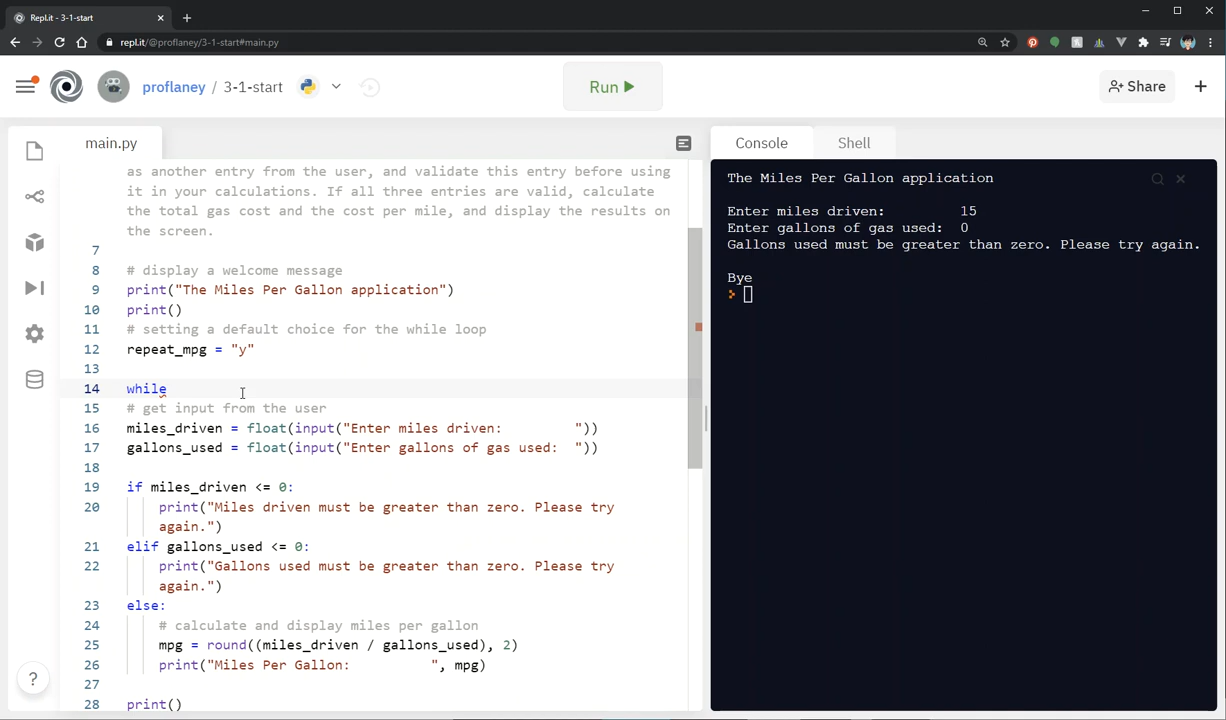 Repl.it - 3-1-start
repl.it/@proflaney/3-1-start#main.py
proflaney / 3-1-start
Run
Share
main.py
Console
Shell
as another entry from the user, and validate this entry before using
it in your calculations. If all three entries are valid, calculate
the total gas cost and the cost per mile, and display the results on
the screen.
7
8 # display a welcome message
9 print("The Miles Per Gallon application")
10 print()
11 # setting a default choice for the while loop
12 repeat_mpg = "y"
13
14 while
15 # get input from the user
16 miles_driven = float(input("Enter miles driven:         "))
17 gallons_used = float(input("Enter gallons of gas used:  "))
18
19 if miles_driven <= 0:
20     print("Miles driven must be greater than zero. Please try
again.")
21 elif gallons_used <= 0:
22     print("Gallons used must be greater than zero. Please try
again.")
23 else:
24     # calculate and display miles per gallon
25     mpg = round((miles_driven / gallons_used), 2)
26     print("Miles Per Gallon:          ", mpg)
27
28 print()
?
The Miles Per Gallon application
Enter miles driven:         15
Enter gallons of gas used:  0
Gallons used must be greater than zero. Please try again.
Bye